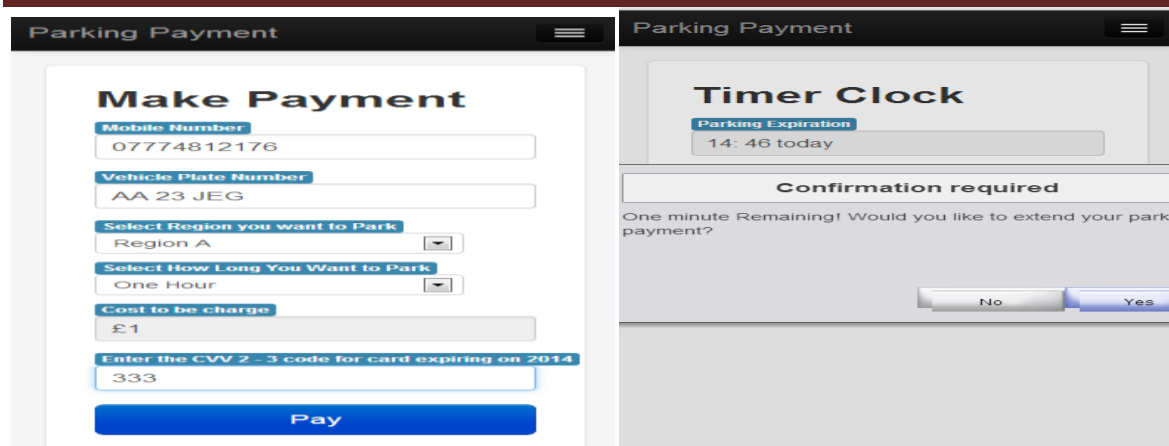 Parking Payment
Make Payment
Mobile Number
07774812176
Vehicle Plate Number
AA 23 JEG
Select Region you want to Park
Region A
Select How Long You Want to Park
One Hour
Cost to be charge
£1
Enter the CVV 2 - 3 code for card expiring on 2014
333
Pay
Parking Payment
Timer Clock
Parking Expiration
14: 46 today
Confirmation required
One minute Remaining! Would you like to extend your park
payment?
No
Yes